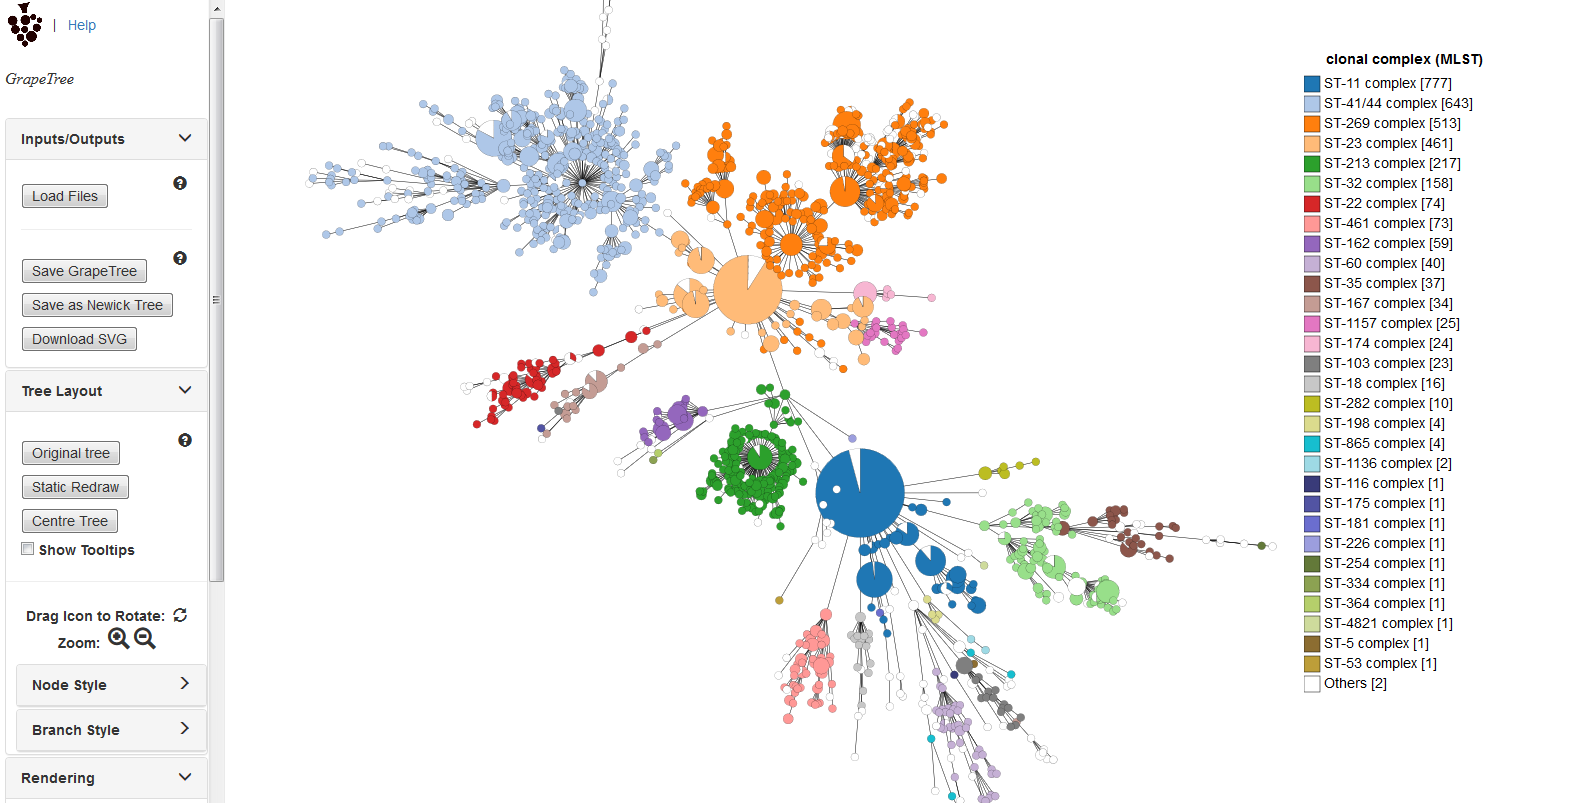 Help
GrapeTree
Inputs/Outputs
Load Files
Save GrapeTree
Save as Newick Tree
Download SVG
Tree Layout
Original tree
Static Redraw
Centre Tree
Show Tooltips
Drag Icon to Rotate:
Zoom:
Node Style
Branch Style
Rendering
clonal complex (MLST)
ST-11 complex [777]
ST-41/44 complex [643]
ST-269 complex [513]
ST-23 complex [461]
ST-213 complex [217]
ST-32 complex [158]
ST-22 complex [74]
ST-461 complex [73]
ST-162 complex [59]
ST-60 complex [40]
ST-35 complex [37]
ST-167 complex [34]
ST-1157 complex [25]
ST-174 complex [24]
ST-103 complex [23]
ST-18 complex [16]
ST-282 complex [10]
ST-198 complex [4]
ST-865 complex [4]
ST-1136 complex [2]
ST-116 complex [1]
ST-175 complex [1]
ST-181 complex [1]
ST-226 complex [1]
ST-254 complex [1]
ST-334 complex [1]
ST-364 complex [1]
ST-4821 complex [1]
ST-5 complex [1]
ST-53 complex [1]
Others [2]